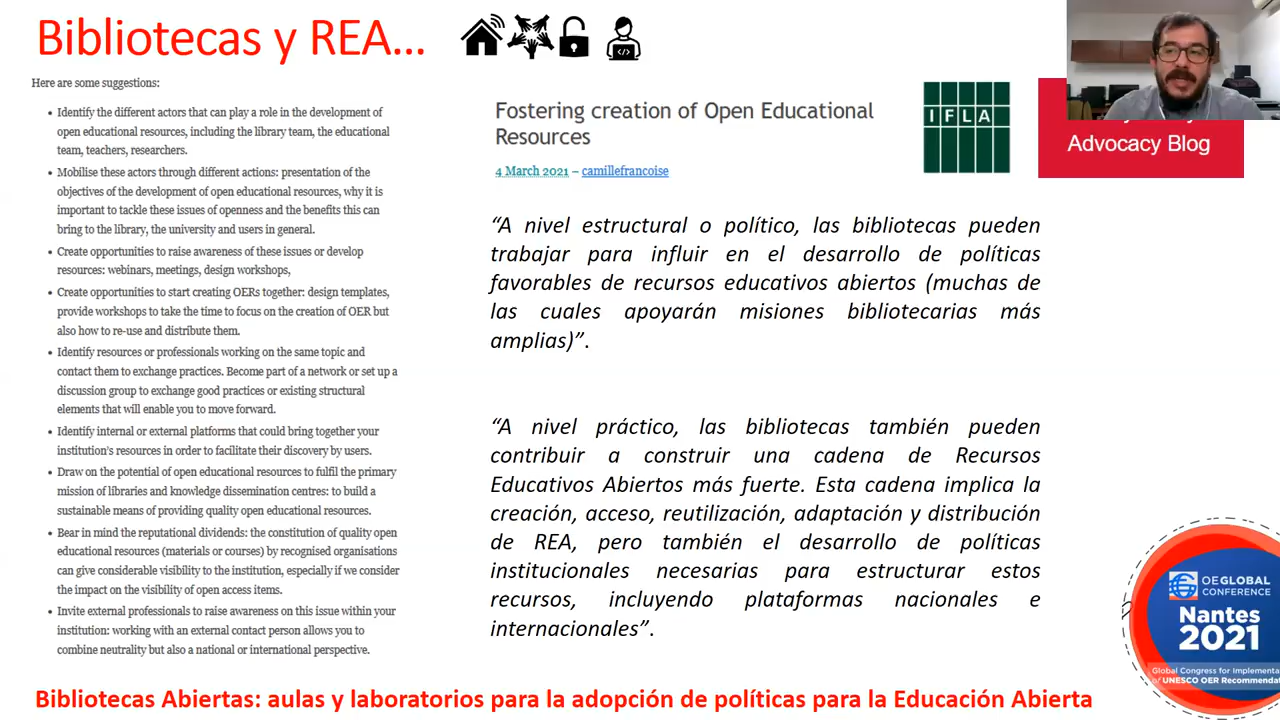 Bibliotecas y REA...
Here are some suggestions:
• Identify the different actors that can play a role in the development of
open educational resources, including the library team, the educational
team, teachers, researchers.
• Mobilise these actors through different actions: presentation of the
objectives of the development of open educational resources, why it is
important to tackle these issues of openness and the benefits this can
bring to the library, the university and users in general.
• Create opportunities to raise awareness of these issues or develop
resources: webinars, meetings, design workshops,
• Create opportunities to start creating OERs together: design templates,
provide workshops to take the time to focus on the creation of OER but
also how to re-use and distribute them.
• Identify resources or professionals working on the same topic and
contact them to exchange practices. Become part of a network or set up a
discussion group to exchange good practices or existing structural
elements that will enable you to move forward.
• Identify internal or external platforms that could bring together your
institution's resources in order to facilitate their discovery by users.
• Draw on the potential of open educational resources to fulfil the primary
mission of libraries and knowledge dissemination centres: to build a
sustainable means of providing quality open educational resources.
• Bear in mind the reputational dividends: the constitution of quality open
educational resources (materials or courses) by recognised organisations
can give considerable visibility to the institution, especially if we consider
the impact on the visibility of open access items.
• Invite external professionals to raise awareness on this issue within your
institution: working with an external contact person allows you to
combine neutrality but also a national or international perspective.
Fostering creation of Open Educational
Resources
4 March 2021 – camillefrancoise
IFLA
Advocacy Blog
“A nivel estructural o político, las bibliotecas pueden
trabajar para influir en el desarrollo de políticas
favorables de recursos educativos abiertos (muchas de
las cuales apoyarán misiones bibliotecarias más
amplias)”.
“A nivel práctico, las bibliotecas también pueden
contribuir a construir una cadena de Recursos
Educativos Abiertos más fuerte. Esta cadena implica la
creación, acceso, reutilización, adaptación y distribución
de REA, pero también el desarrollo de políticas
institucionales necesarias para estructurar estos
recursos, incluyendo plataformas nacionales e
internacionales”.
OEGLOBAL
CONFERENCE
Nantes
2021
Global Congress for
UNESCO OER
Bibliotecas Abiertas: aulas y laboratorios para la adopción de políticas para la Educación Abierta